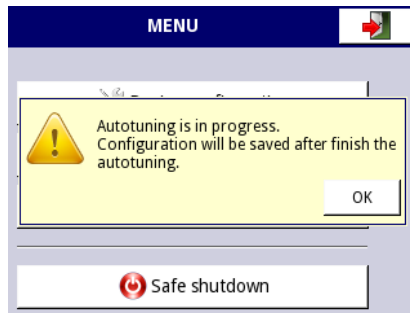 MENU
Autotuning is in progress.
Configuration will be saved after finish the
autotuning.
OK
Safe shutdown